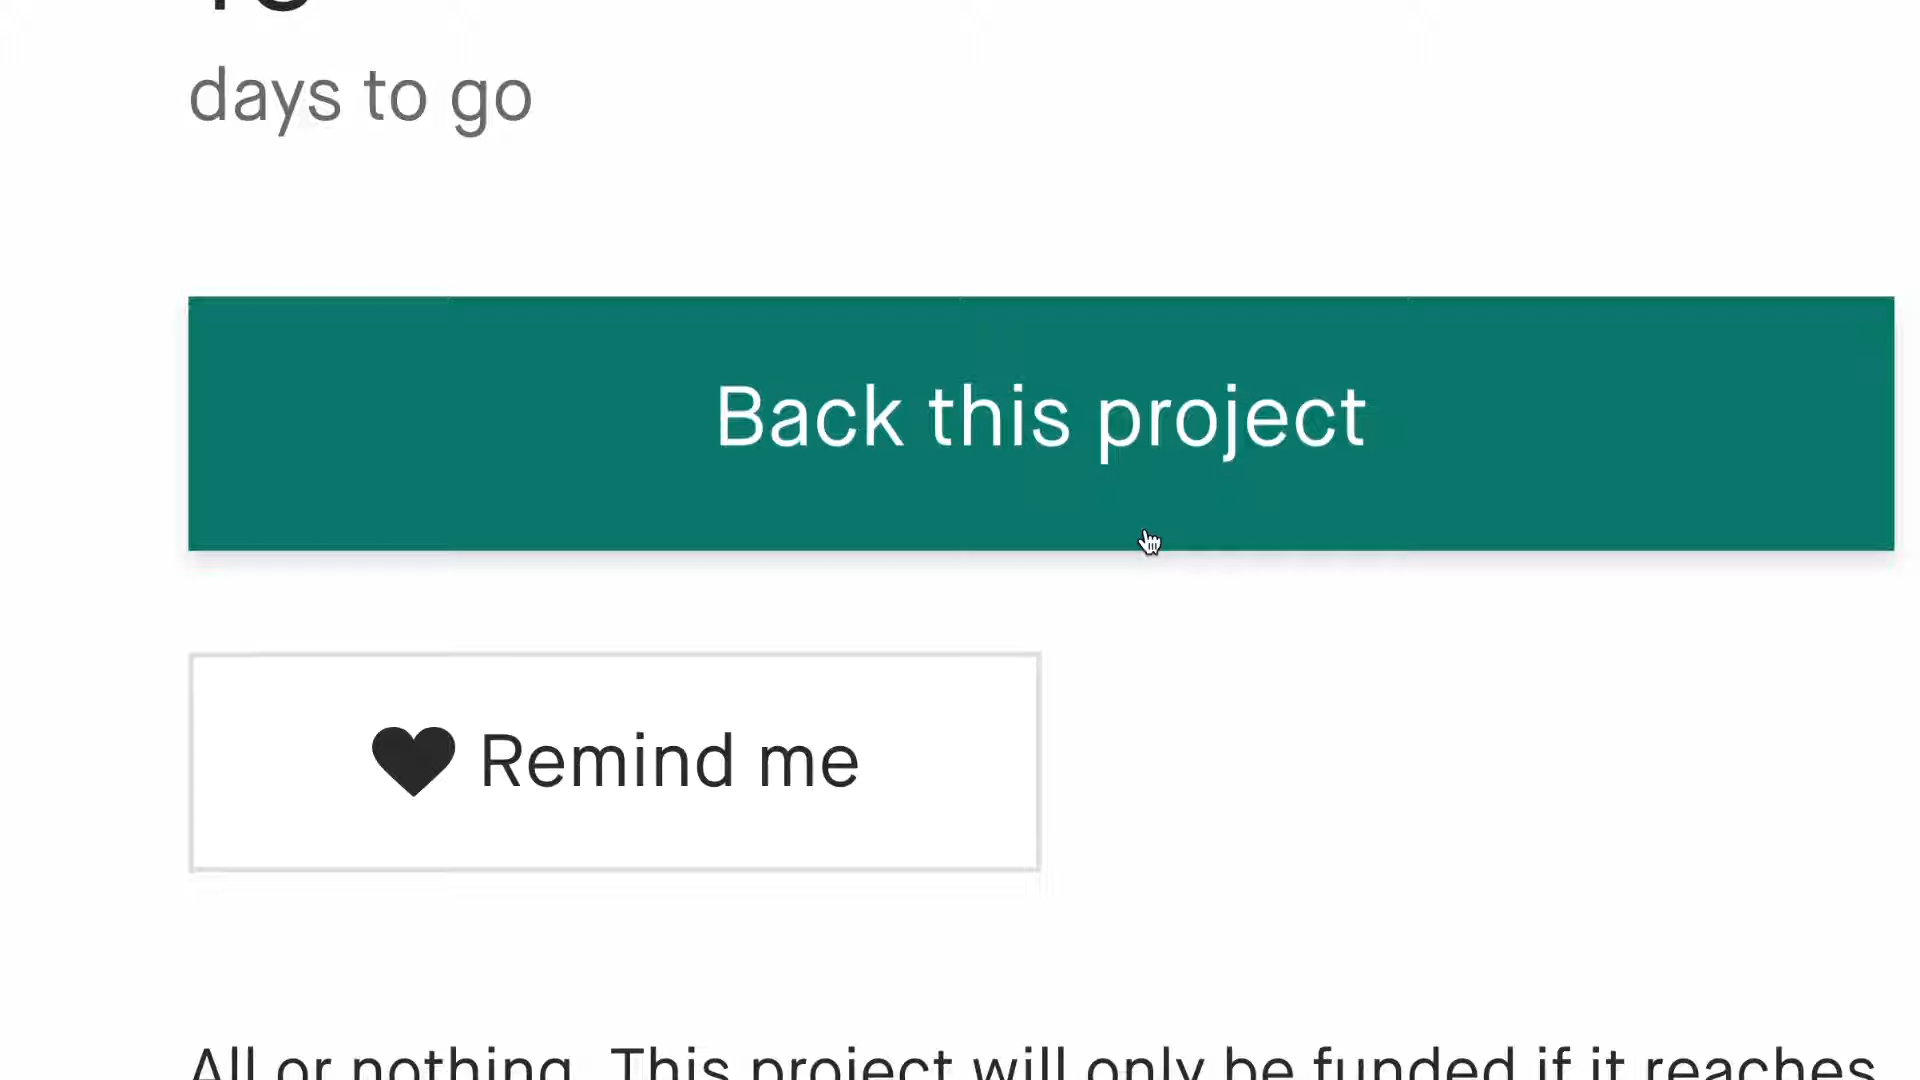 days to go
Back this project
Remind me
All or nothing. This project will only be funded if it reaches